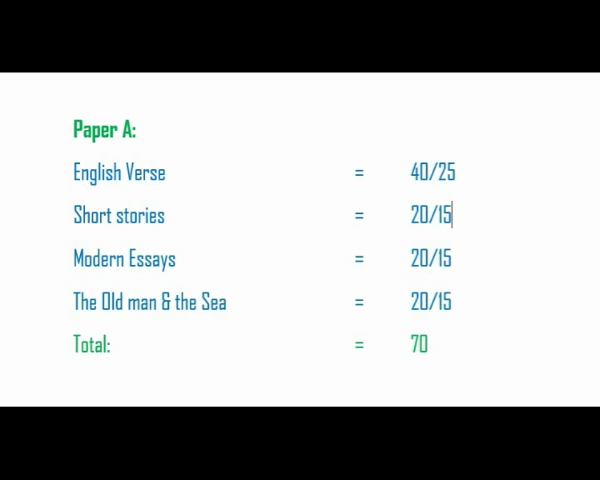 Paper A:
English Verse = 40/25
Short stories = 20/15
Modern Essays = 20/15
The Old man & the Sea = 20/15
Total: = 70